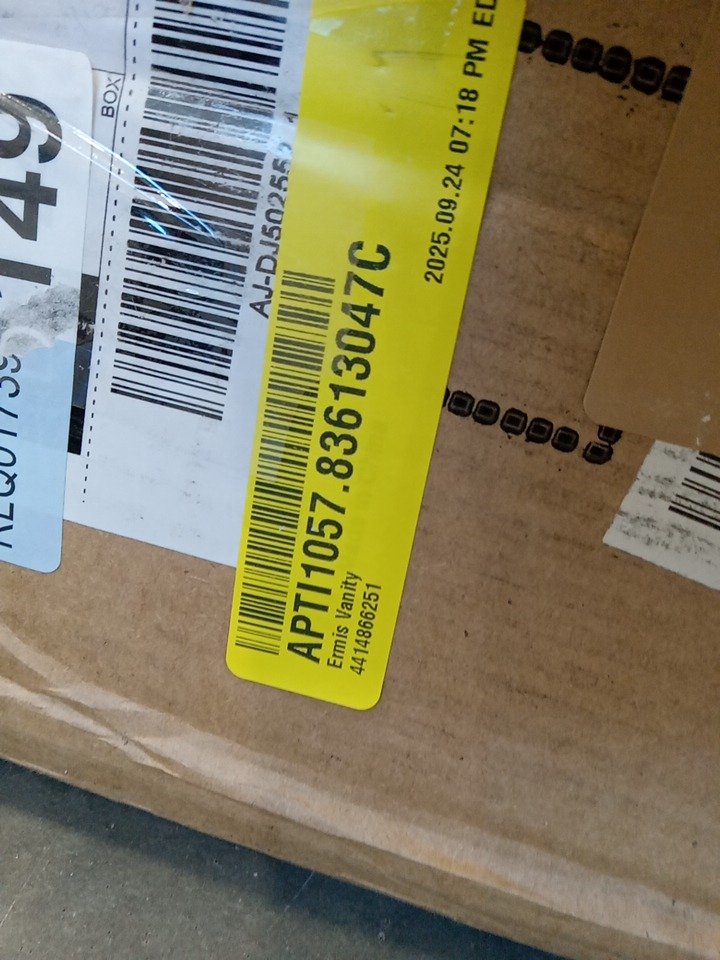 149
BOX
2025.09.24 07:18 PM
APTI1057.83613047C
Ermis Vanity
4414866251